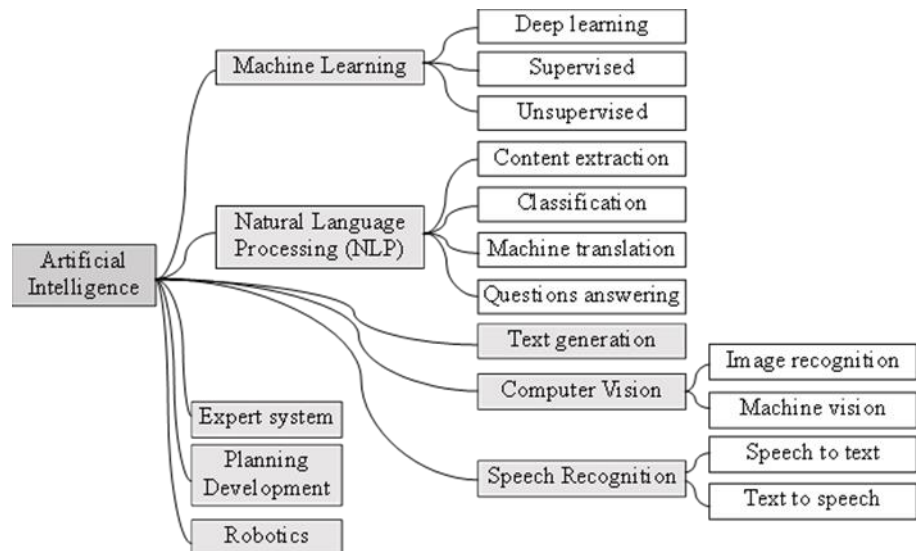 Deep learning
Machine Learning
Supervised
Unsupervised
Content extraction
Natural Language
Processing (NLP)
Classification
Machine translation
Questions answering
Artificial
Intelligence
Text generation
Computer Vision
Image recognition
Machine vision
Expert system
Planning
Development
Speech Recognition
Speech to text
Text to speech
Robotics